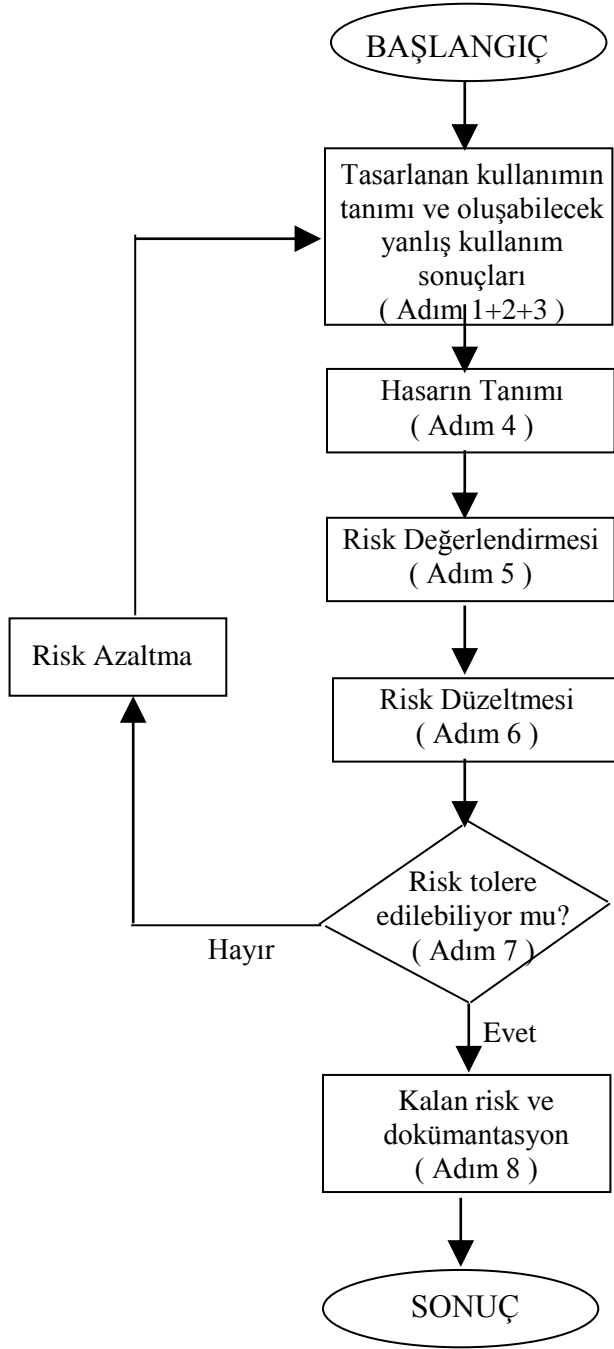 BAŞLANGIÇ
Tasarlanan kullanımın
tanımı ve oluşabilecek
yanlış kullanım
sonuçları
( Adım 1+2+3 )
Hasarın Tanımı
( Adım 4 )
Risk Değerlendirmesi
( Adım 5 )
Risk Azaltma
Risk Düzeltmesi
( Adım 6 )
Risk tolere
edilebiliyor mu?
( Adım 7 )
Hayır
Evet
Kalan risk ve
dokümantasyon
( Adım 8 )
SONUÇ